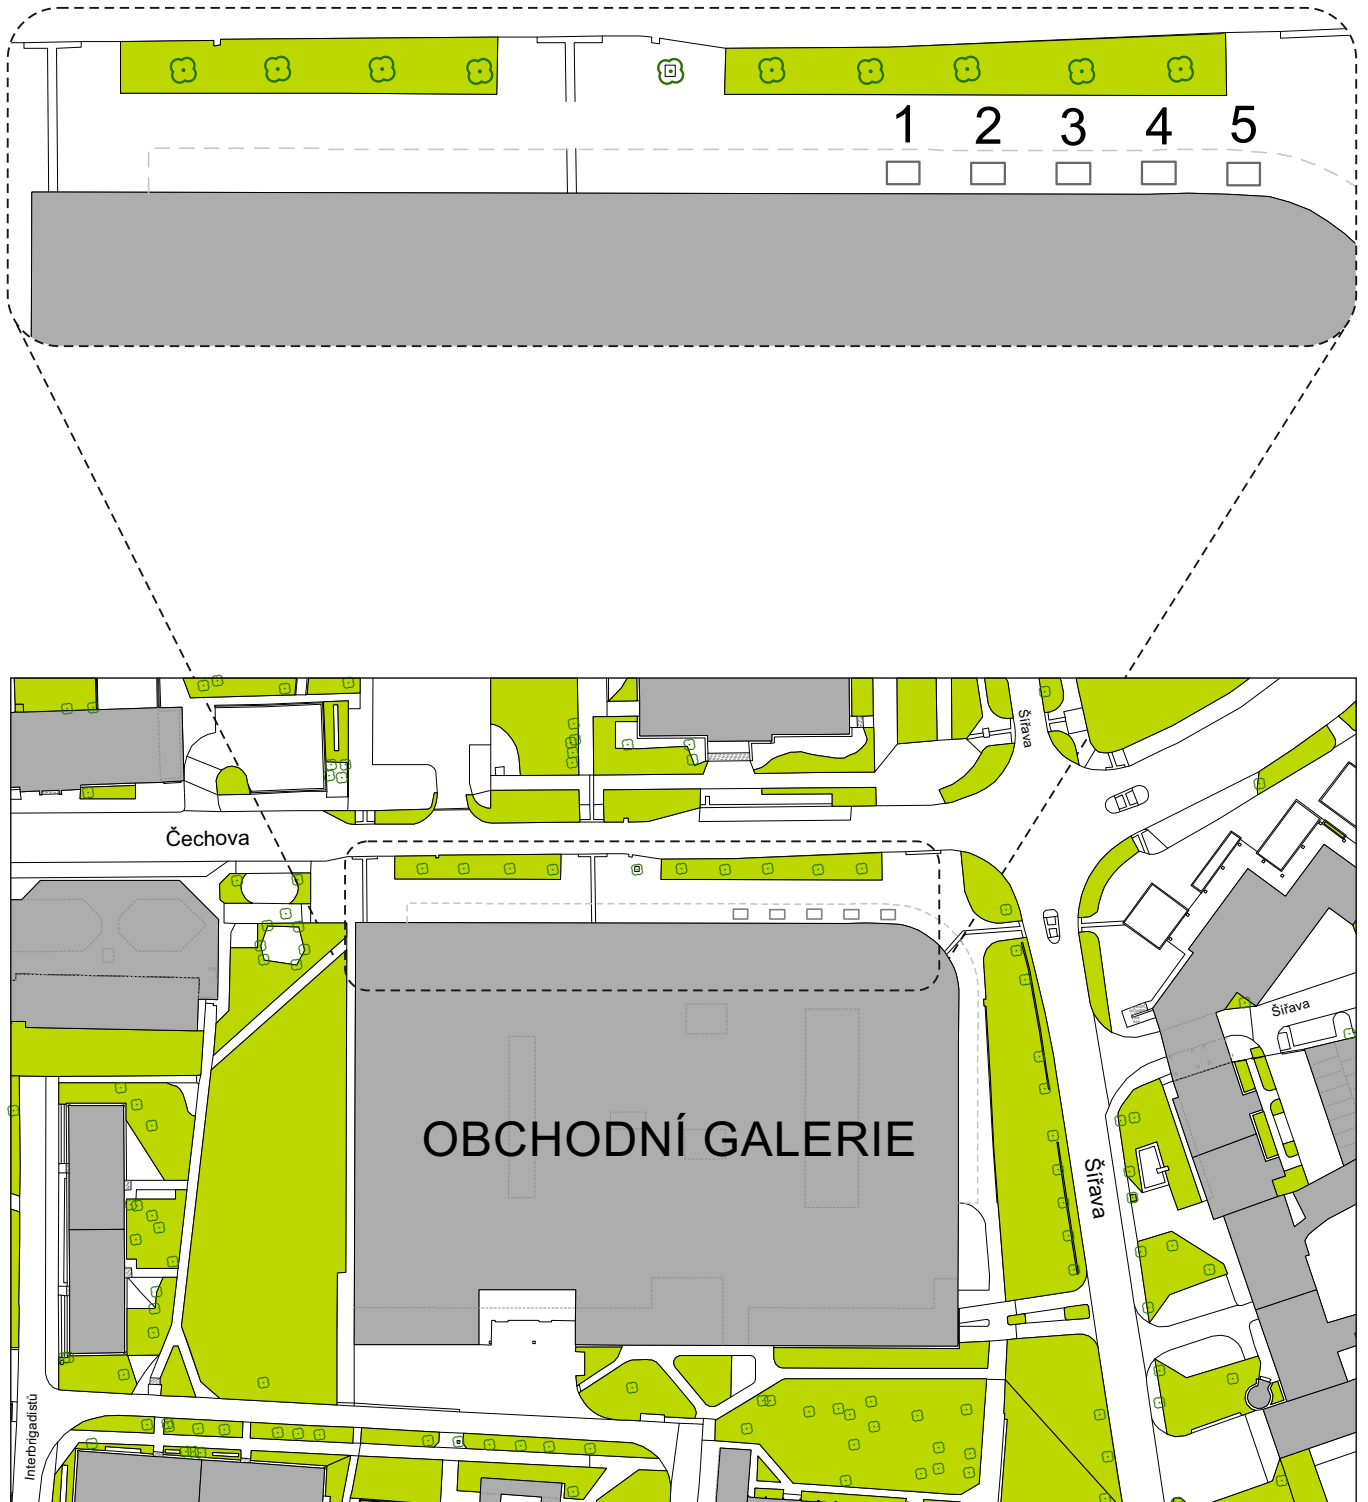 1 2 3 4 5
Šířava
Čechova
Šířava
OBCHODNÍ GALERIE
Šířava
Interbrigadistů